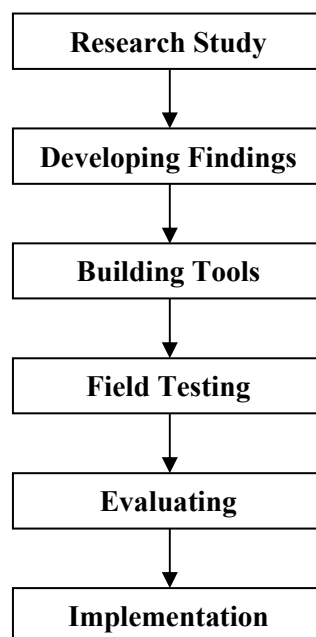 Research Study
Developing Findings
Building Tools
Field Testing
Evaluating
Implementation